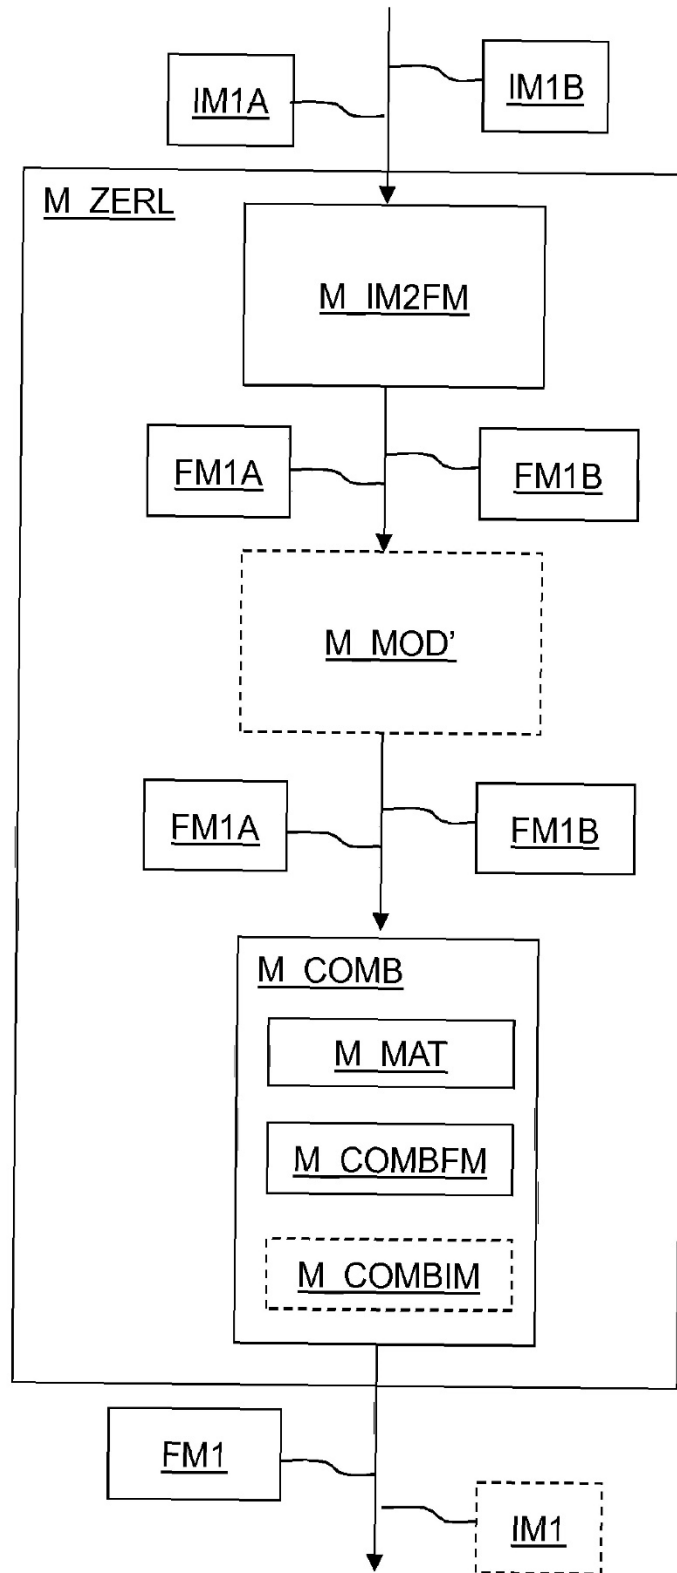 IM1A
IM1B
M_ZERL
M_IM2FM
FM1A
FM1B
M_MOD’
FM1A
FM1B
M_COMB
M_MAT
M_COMBFM
M_COMBIM
FM1
IM1